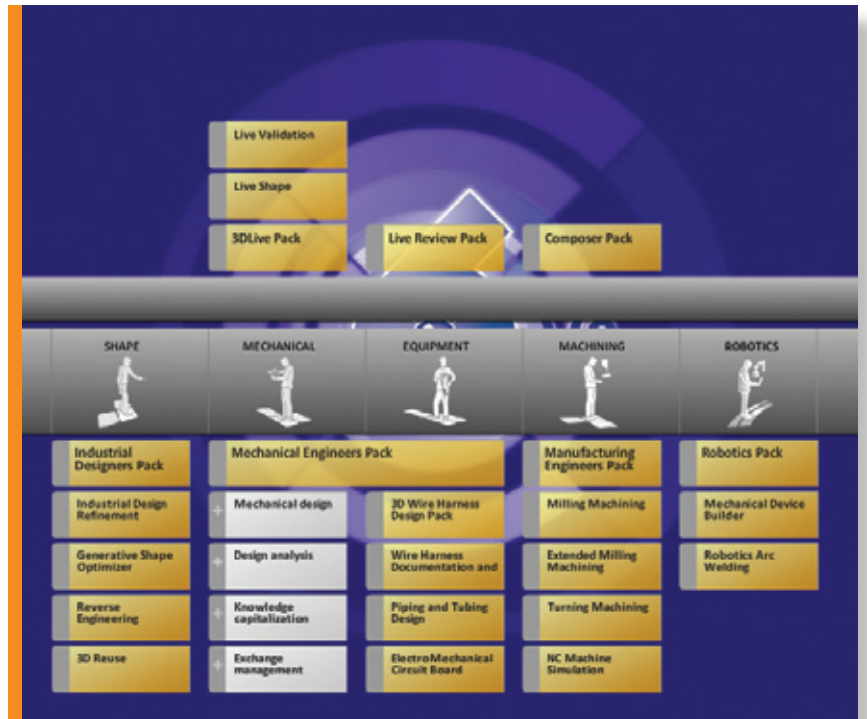 Live Validation
Live Shape
3DLive Pack
Live Review Pack
Composer Pack
SHAPE
MECHANICAL
EQUIPMENT
MACHINING
ROBOTICS
Industrial
Designers Pack
Mechanical Engineers Pack
Manufacturing
Engineers Pack
Robotics Pack
Industrial Design
Refinement
+ Mechanical design
3D Wire Harness
Design Pack
Milling Machining
Mechanical Device
Builder
Generative Shape
Optimizer
+ Design analysis
Wire Harness
Documentation and
Extended Milling
Machining
Robotics Arc
Welding
Reverse
Engineering
+ Knowledge
capitalization
Piping and Tubing
Design
Turning Machining
3D Reuse
+ Exchange
management
ElectroMechanical
Circuit Board
NC Machine
Simulation